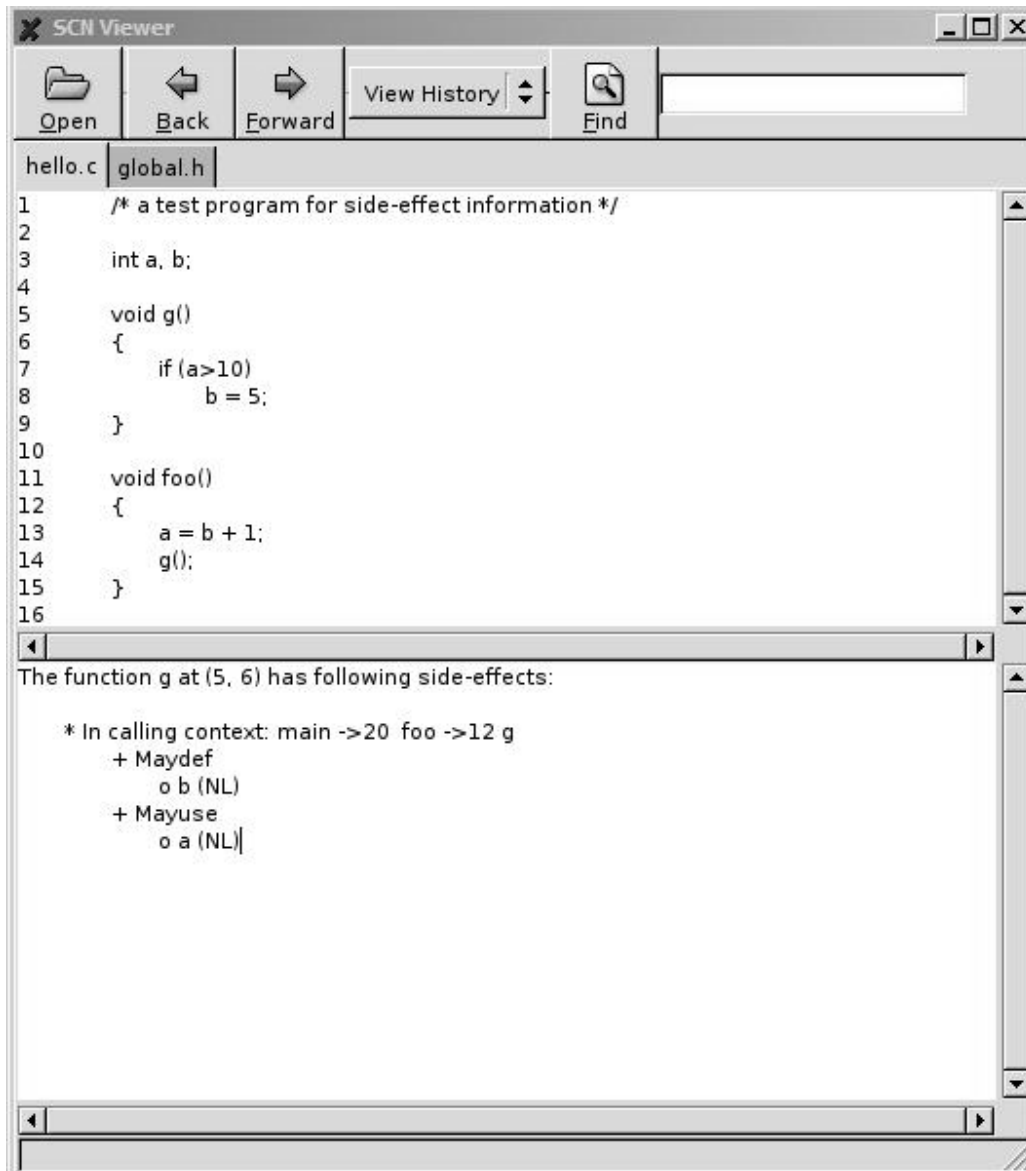 SCN Viewer
Open Back Forward View History Find
hello.c global.h
1 /* a test program for side-effect information */
2
3 int a, b;
4
5 void g()
6 {
7 if (a>10)
8 b = 5;
9 }
10
11 void foo()
12 {
13 a = b + 1;
14 g();
15 }
16
The function g at (5, 6) has following side-effects:
* In calling context: main ->20 foo ->12 g
+ Maydef
o b (NL)
+ Mayuse
o a (NL)